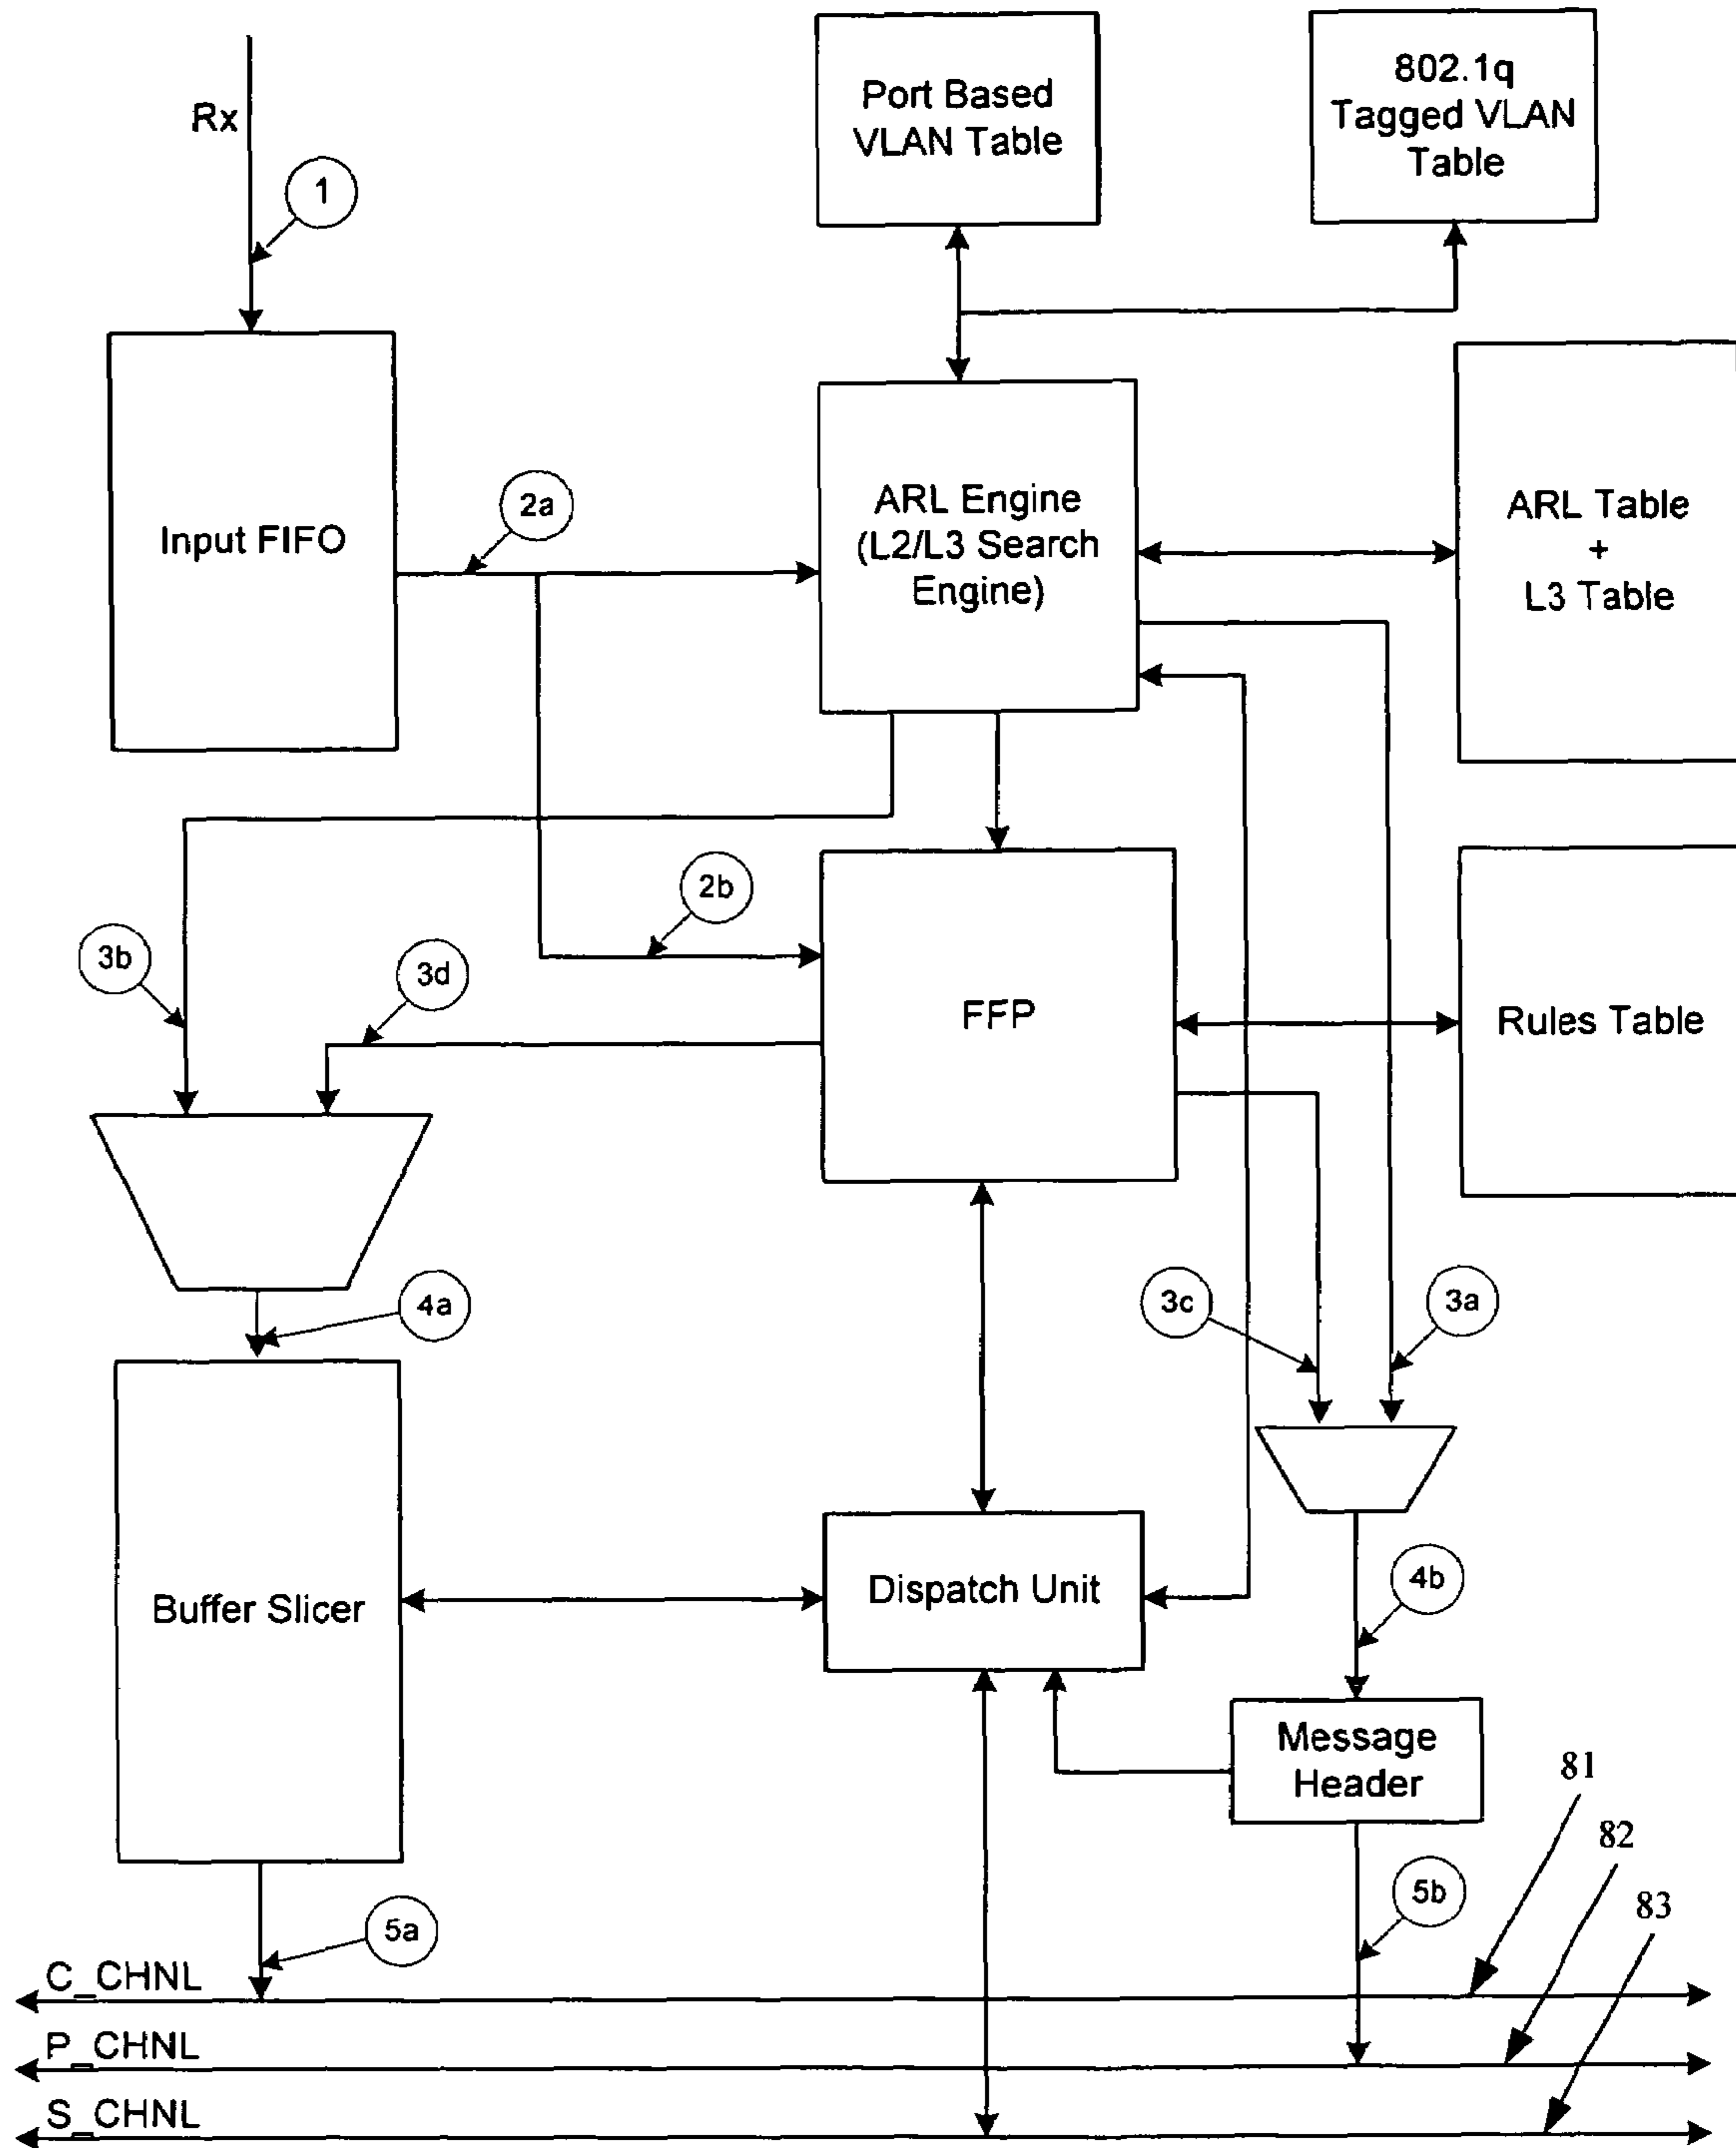 Rx
1
Port Based
VLAN Table
802.1q
Tagged VLAN
Table
Input FIFO
2a
ARL Engine
(L2/L3 Search
Engine)
ARL Table
+
L3 Table
2b
3b
3d
FFP
Rules Table
4a
3c
3a
Buffer Slicer
Dispatch Unit
4b
Message
Header
81
82
83
5a
5b
C_CHNL
P_CHNL
S_CHNL